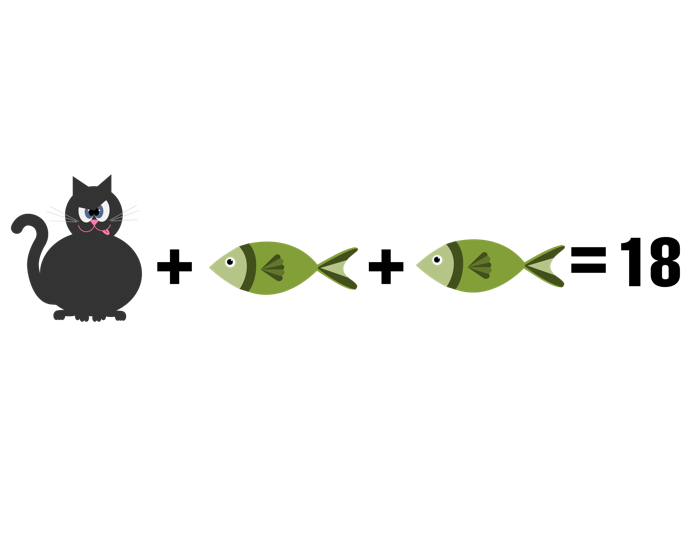 + + = 18